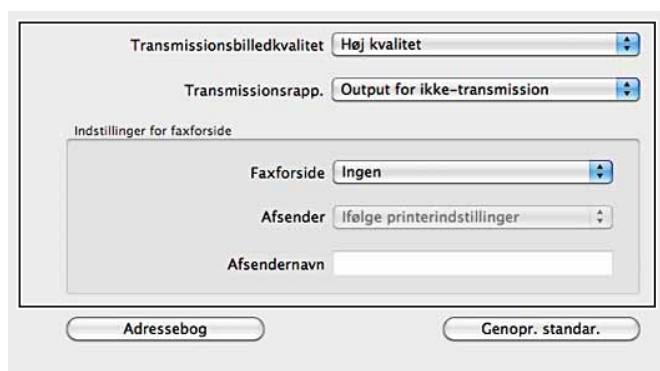 Transmissionsbilledkvalitet Høj kvalitet
Transmissionsrapp. Output for ikke-transmission
Indstillinger for faxforside
Faxforside Ingen
Afsender Ifølge printerindstillinger
Afsendernavn
Adressebog Genopr. standar.